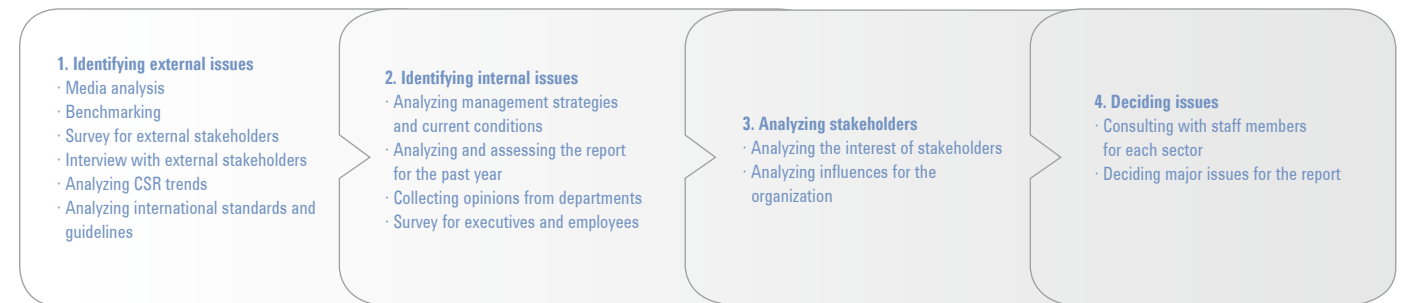 1. Identifying external issues
· Media analysis
· Benchmarking
· Survey for external stakeholders
· Interview with external stakeholders
· Analyzing CSR trends
· Analyzing international standards and
guidelines
2. Identifying internal issues
· Analyzing management strategies
and current conditions
· Analyzing and assessing the report
for the past year
· Collecting opinions from departments
· Survey for executives and employees
3. Analyzing stakeholders
· Analyzing the interest of stakeholders
· Analyzing influences for the
organization
4. Deciding issues
· Consulting with staff members
for each sector
· Deciding major issues for the report